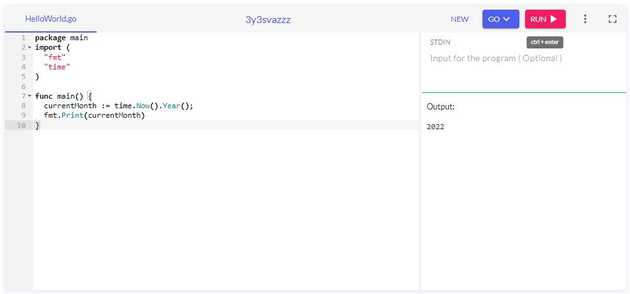 HelloWorld.go
3y3svazzz
NEW
GO
RUN
ctrl + enter
STDIN
Input for the program ( Optional )
1 package main
2 import (
3 "fmt"
4 "time"
5 )
6
7 func main() {
8 currentMonth := time.Now().Year();
9 fmt.Print(currentMonth)
10 }
Output:
2022